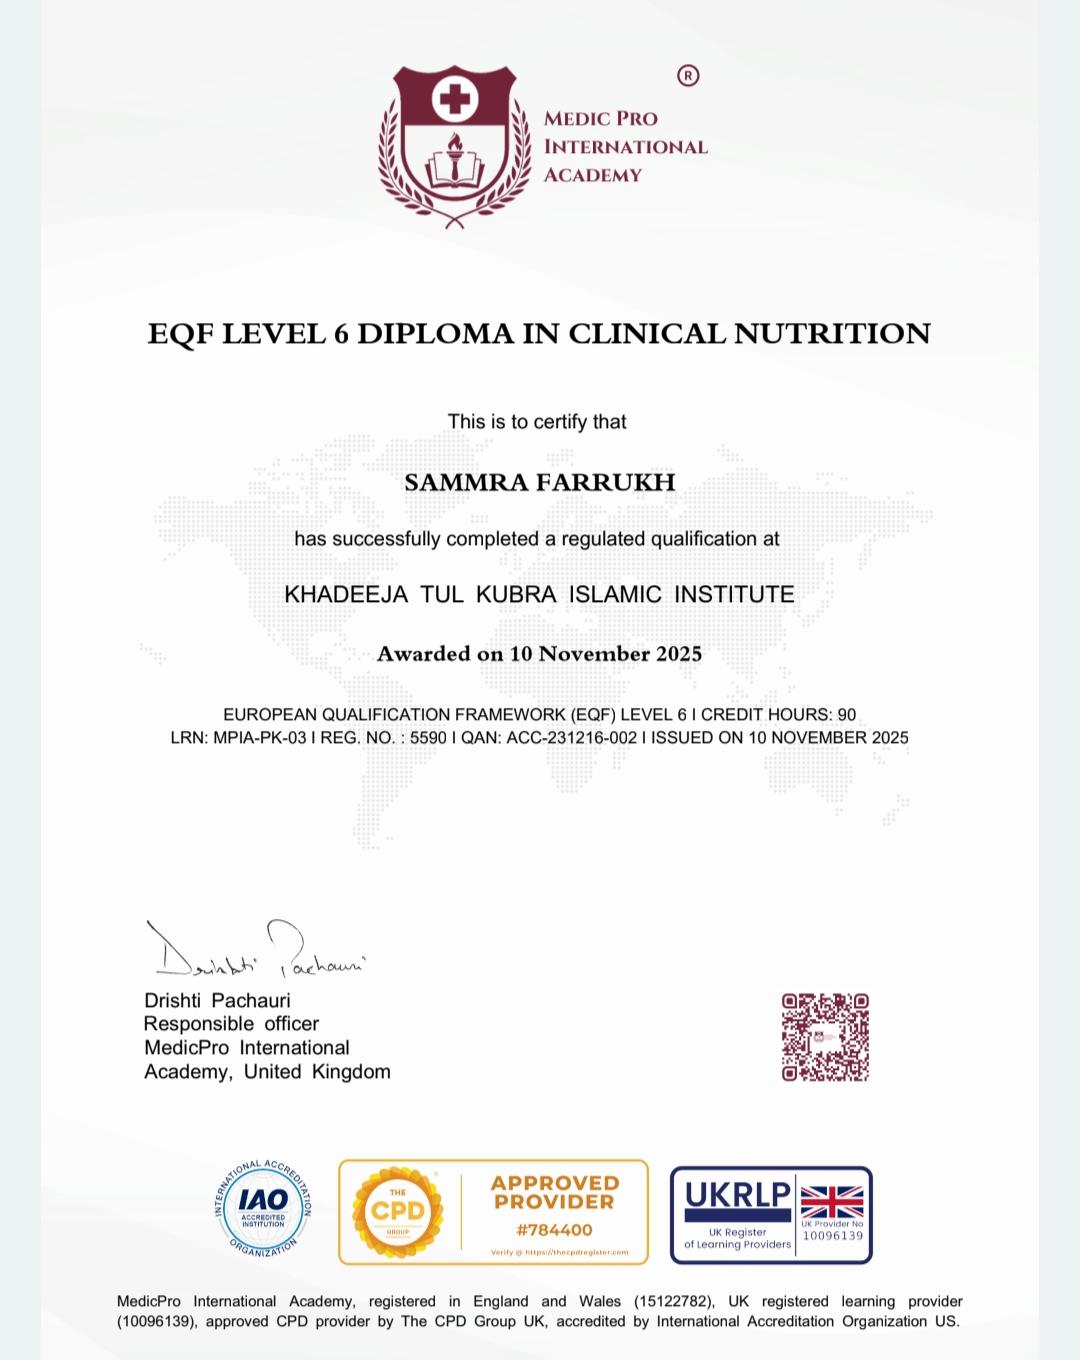 ®
MEDIC PRO
INTERNATIONAL
ACADEMY
EQF LEVEL 6 DIPLOMA IN CLINICAL NUTRITION
This is to certify that
SAMMRA FARRUKH
has successfully completed a regulated qualification at
KHADEEJA TUL KUBRA ISLAMIC INSTITUTE
Awarded on 10 November 2025
EUROPEAN QUALIFICATION FRAMEWORK (EQF) LEVEL 6 I CREDIT HOURS: 90
LRN: MPIA-PK-03 I REG. NO. : 5590 I QAN: ACC-231216-002 I ISSUED ON 10 NOVEMBER 2025
Drishti Pachauri
Drishti Pachauri
Responsible officer
MedicPro International
Academy, United Kingdom
INTERNATIONAL ACCREDITATION
IAO
ACCREDITED
INSTITUTION
ORGANIZATION
THE
CPD
GROUP
APPROVED
PROVIDER
#784400
Verify @ https://thecpdregister.com
UKRLP
UK Register
of Learning Providers
UK Provider No
10096139
MedicPro International Academy, registered in England and Wales (15122782), UK registered learning provider
(10096139), approved CPD provider by The CPD Group UK, accredited by International Accreditation Organization US.